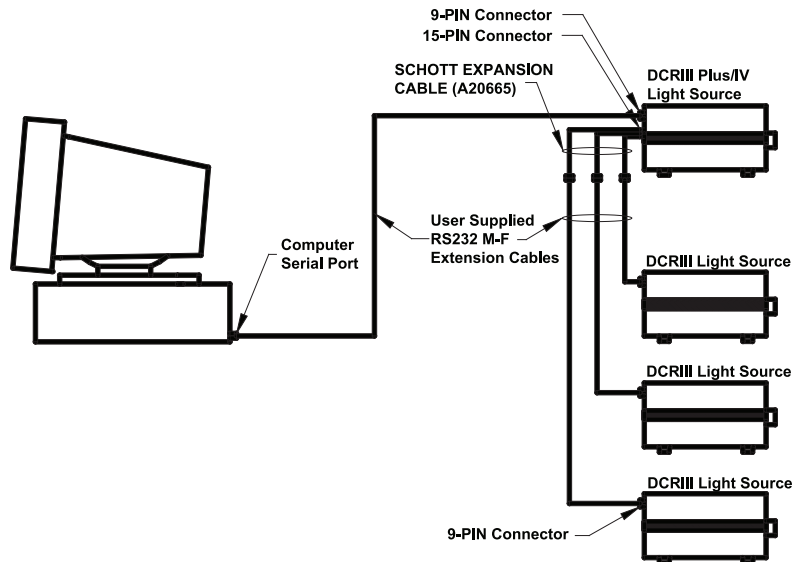 9-PIN Connector
15-PIN Connector
SCHOTT EXPANSION
CABLE (A20665)
DCRIII Plus/IV
Light Source
Computer
Serial Port
User Supplied
RS232 M-F
Extension Cables
DCRIII Light Source
DCRIII Light Source
DCRIII Light Source
9-PIN Connector